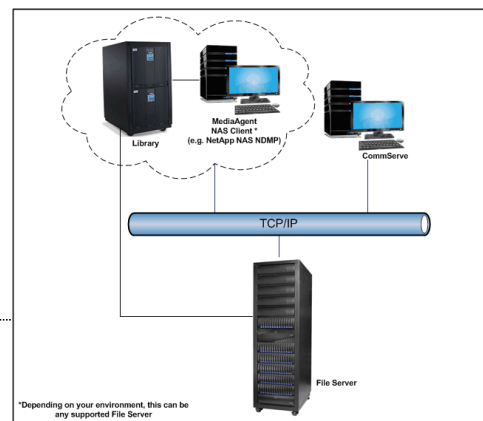 MediaAgent
NAS Client *
(e.g. NetApp NAS NDMP)
Library
CommServe
TCP/IP
File Server
*Depending on your environment, this can be
any supported File Server